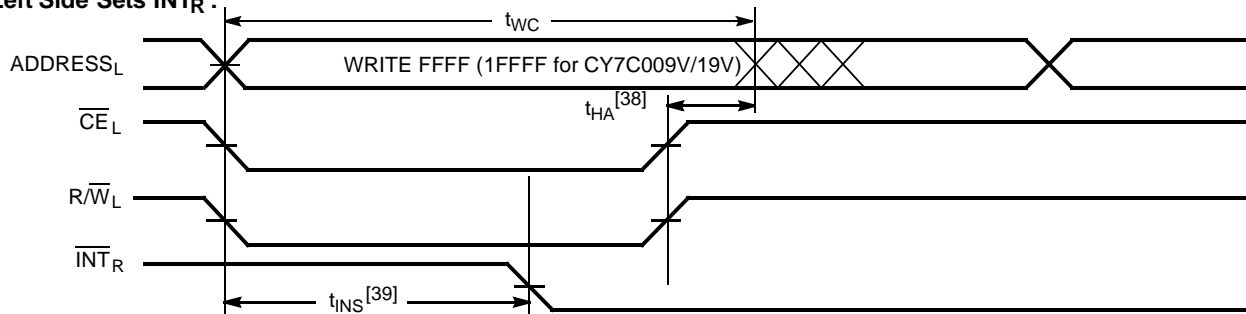 Left Side Sets INTR :
tWC
ADDRESSL
WRITE FFFF (1FFFF for CY7C009V/19V)
tHA[38]
CEL
R/WL
INTR
tINS[39]